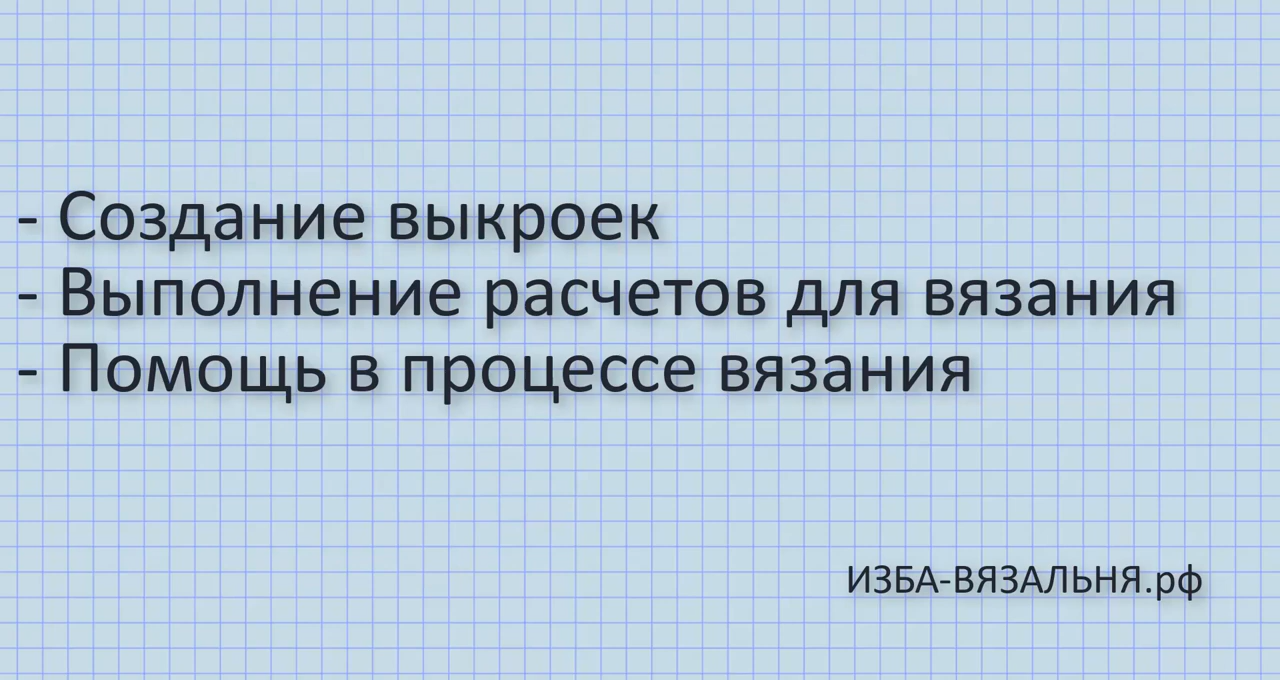 - Создание выкроек
- Выполнение расчетов для вязания
- Помощь в процессе вязания
ИЗБА-ВЯЗАЛЬНЯ.рф